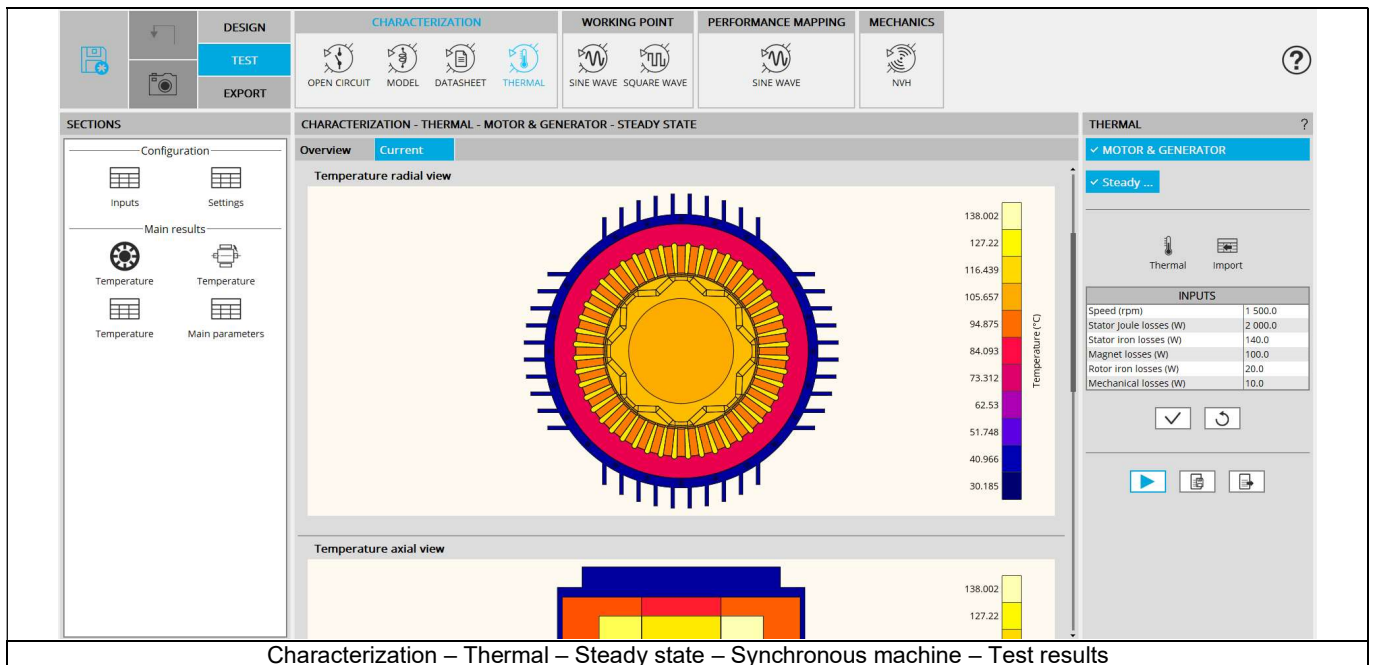 DESIGN
TEST
EXPORT
CHARACTERIZATION
OPEN CIRCUIT
MODEL
DATASHEET
THERMAL
WORKING POINT
SINE WAVE
SQUARE WAVE
PERFORMANCE MAPPING
SINE WAVE
MECHANICS
NVH
?
SECTIONS
Configuration
Inputs
Settings
Main results
Temperature
Temperature
Temperature
Main parameters
CHARACTERIZATION - THERMAL - MOTOR & GENERATOR - STEADY STATE
Overview
Current
Temperature radial view
138.002
127.22
116.439
105.657
94.875
84.093
73.312
62.53
51.748
40.966
30.185
Temperature (°C)
Temperature axial view
138.002
127.22
THERMAL ?
MOTOR & GENERATOR
Steady ...
Thermal
Import
INPUTS
Speed (rpm) 1 500.0
Stator Joule losses (W) 2 000.0
Stator iron losses (W) 140.0
Magnet losses (W) 100.0
Rotor iron losses (W) 20.0
Mechanical losses (W) 10.0
Characterization – Thermal – Steady state – Synchronous machine – Test results